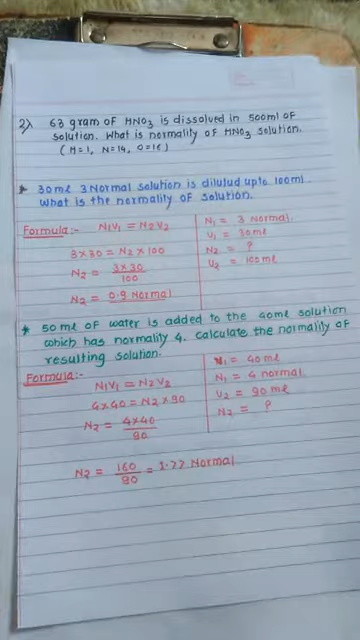 2) 63 gram of HNO3 is dissolved in 500ml of
solution. What is normality of HNO3 solution.
(H=1, N=14, O=16)
* 30ml 3 Normal solution is diluted upto 100ml.
What is the normality of solution.
Formula:- N1V1 = N2V2
3×30 = N2×100
N2 = 3×30/100
N2 = 0.9 Normal
N1 = 3 Normal
V1 = 30ml
N2 = ?
V2 = 100ml
* 50ml of water is added to the 40ml solution
which has normality 4. calculate the normality of
resulting solution.
Formula:-
N1V1 = N2V2
4×40 = N2×90
N2 = 4×40/90
N2 = 160/90 = 1.77 Normal
V1 = 40ml
N1 = 4 normal
V2 = 90ml
N2 = ?